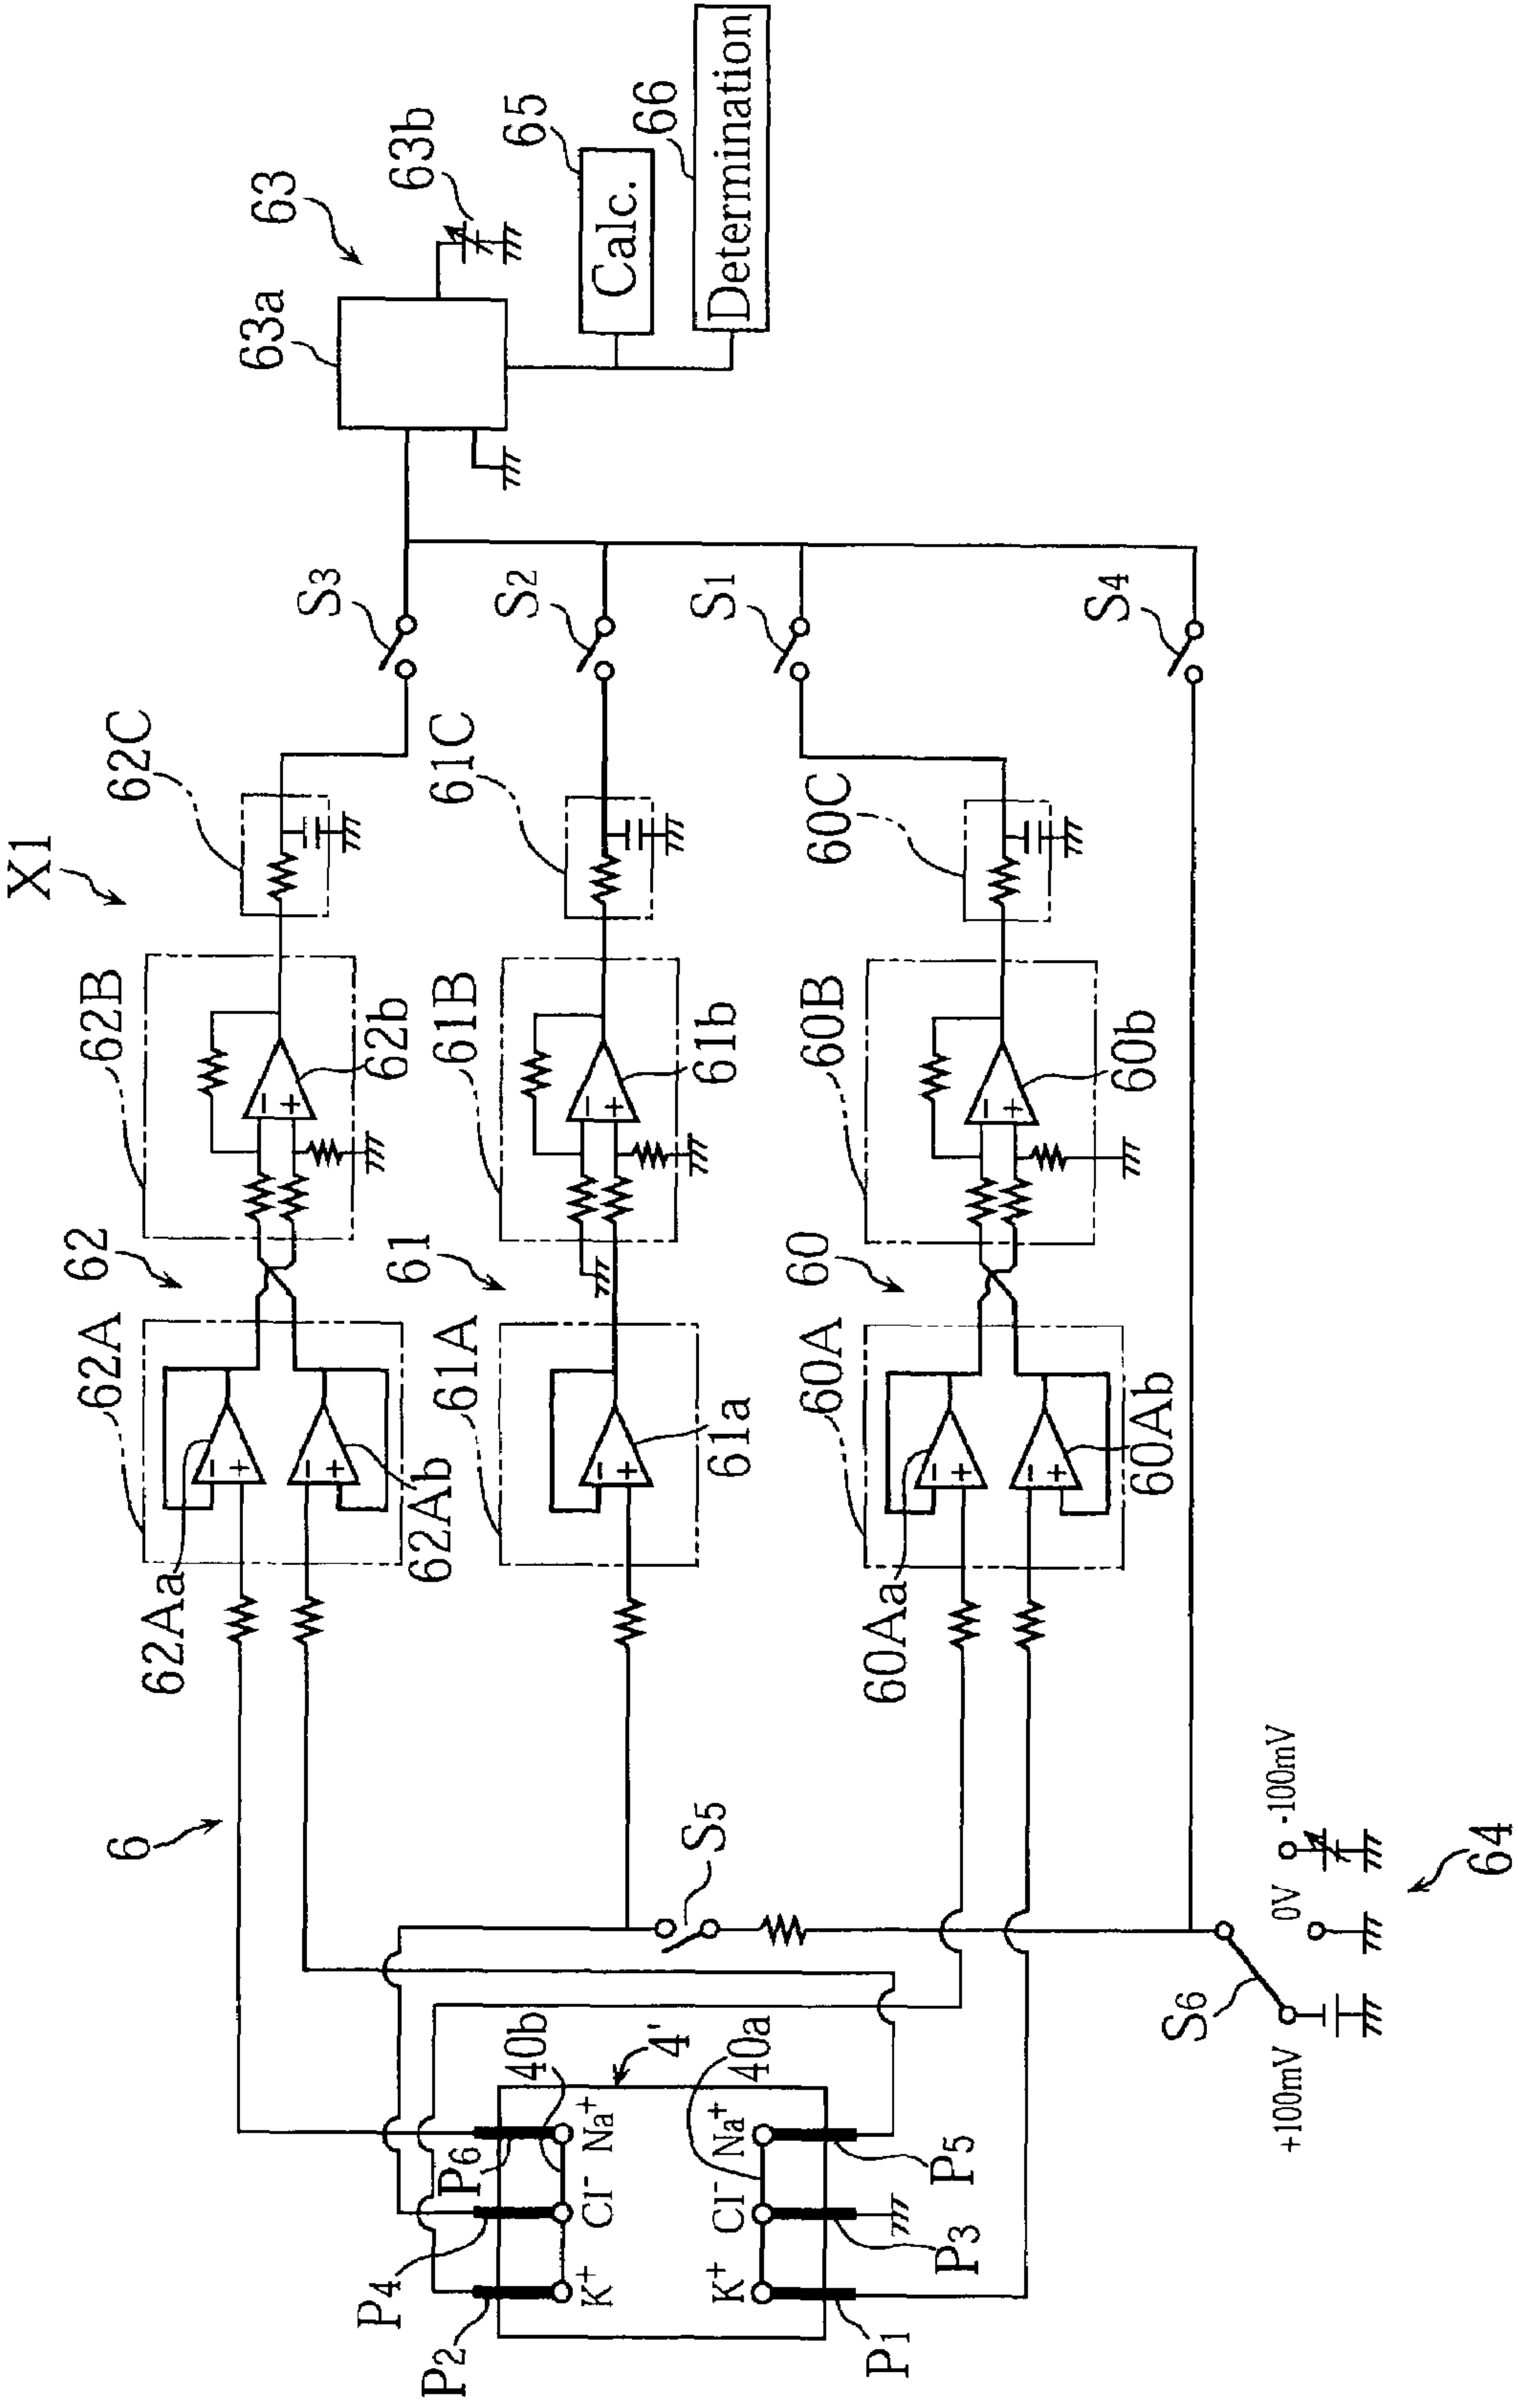 X1
63
63a
63b
65
Calc.
66
Determination
S3
S2
S1
S4
62C
61C
60C
62B
62b
61B
61b
60B
60b
62
61
60
62A
62Aa
62Ab
61A
61a
60A
60Aa
60Ab
− +
− +
− +
− +
− +
− +
− +
− +
6
S5
S6
+100mV
0V
-100mV
64
4'
40b
40a
P6
P4
P2
Na+
Cl−
K+
Na+
Cl−
K+
P5
P3
P1